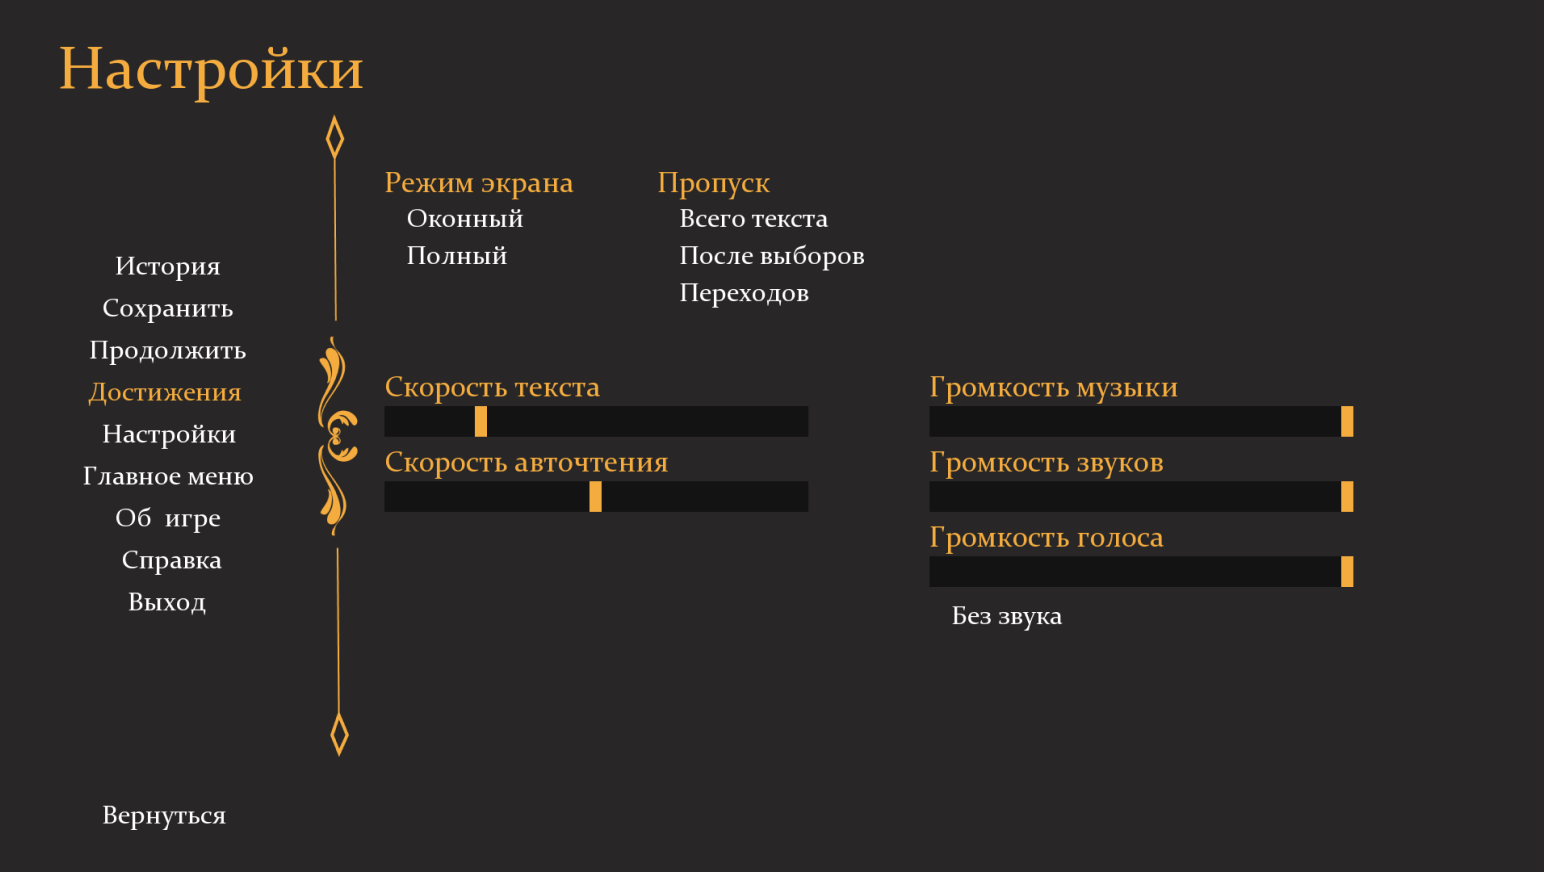 Настройки
История
Сохранить
Продолжить
Достижения
Настройки
Главное меню
Об игре
Справка
Выход
Вернуться
Режим экрана
Оконный
Полный
Пропуск
Всего текста
После выборов
Переходов
Скорость текста
Скорость авточтения
Громкость музыки
Громкость звуков
Громкость голоса
Без звука